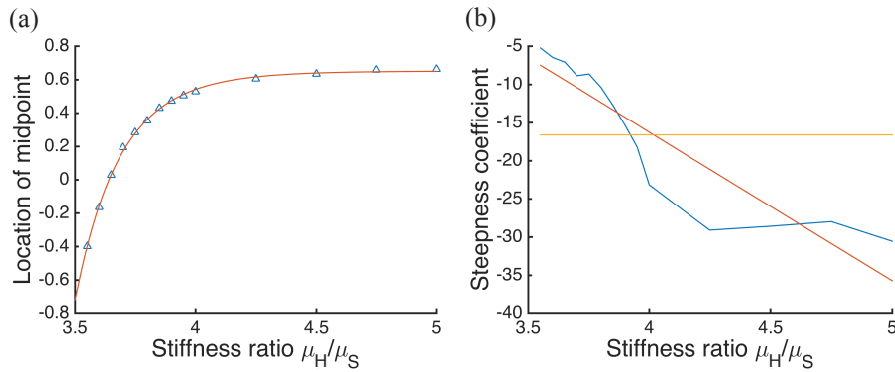 (a)
Location of midpoint
0.8
0.6
0.4
0.2
0
-0.2
-0.4
-0.6
-0.8
3.5 4 4.5 5
Stiffness ratio μH/μS
(b)
Steepness coefficient
-5
-10
-15
-20
-25
-30
-35
-40
4 4.5 5
Stiffness ratio μH/μS